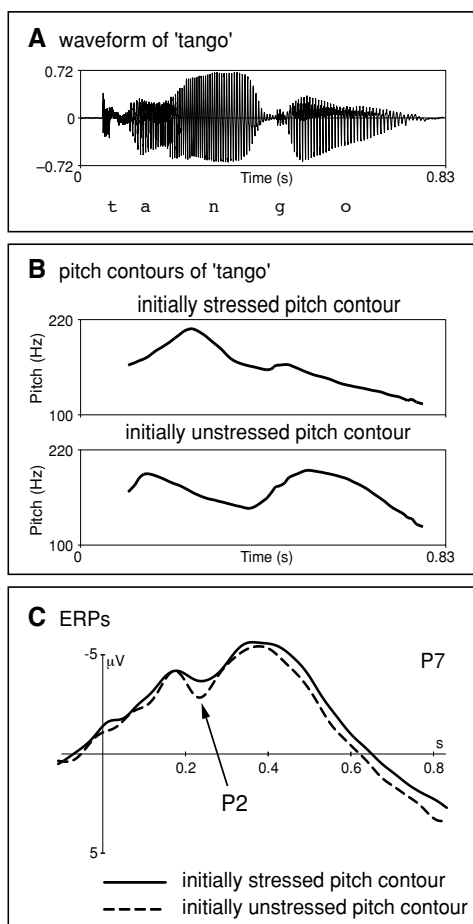 A waveform of 'tango'
0.72
0
−0.72
0 Time (s) 0.83
t a n g o
B pitch contours of 'tango'
initially stressed pitch contour
220
Pitch (Hz)
100
initially unstressed pitch contour
220
Pitch (Hz)
100
0 Time (s) 0.83
C ERPs
-5 μV P7
s
0.2 0.4 0.6 0.8
P2
5
initially stressed pitch contour
initially unstressed pitch contour